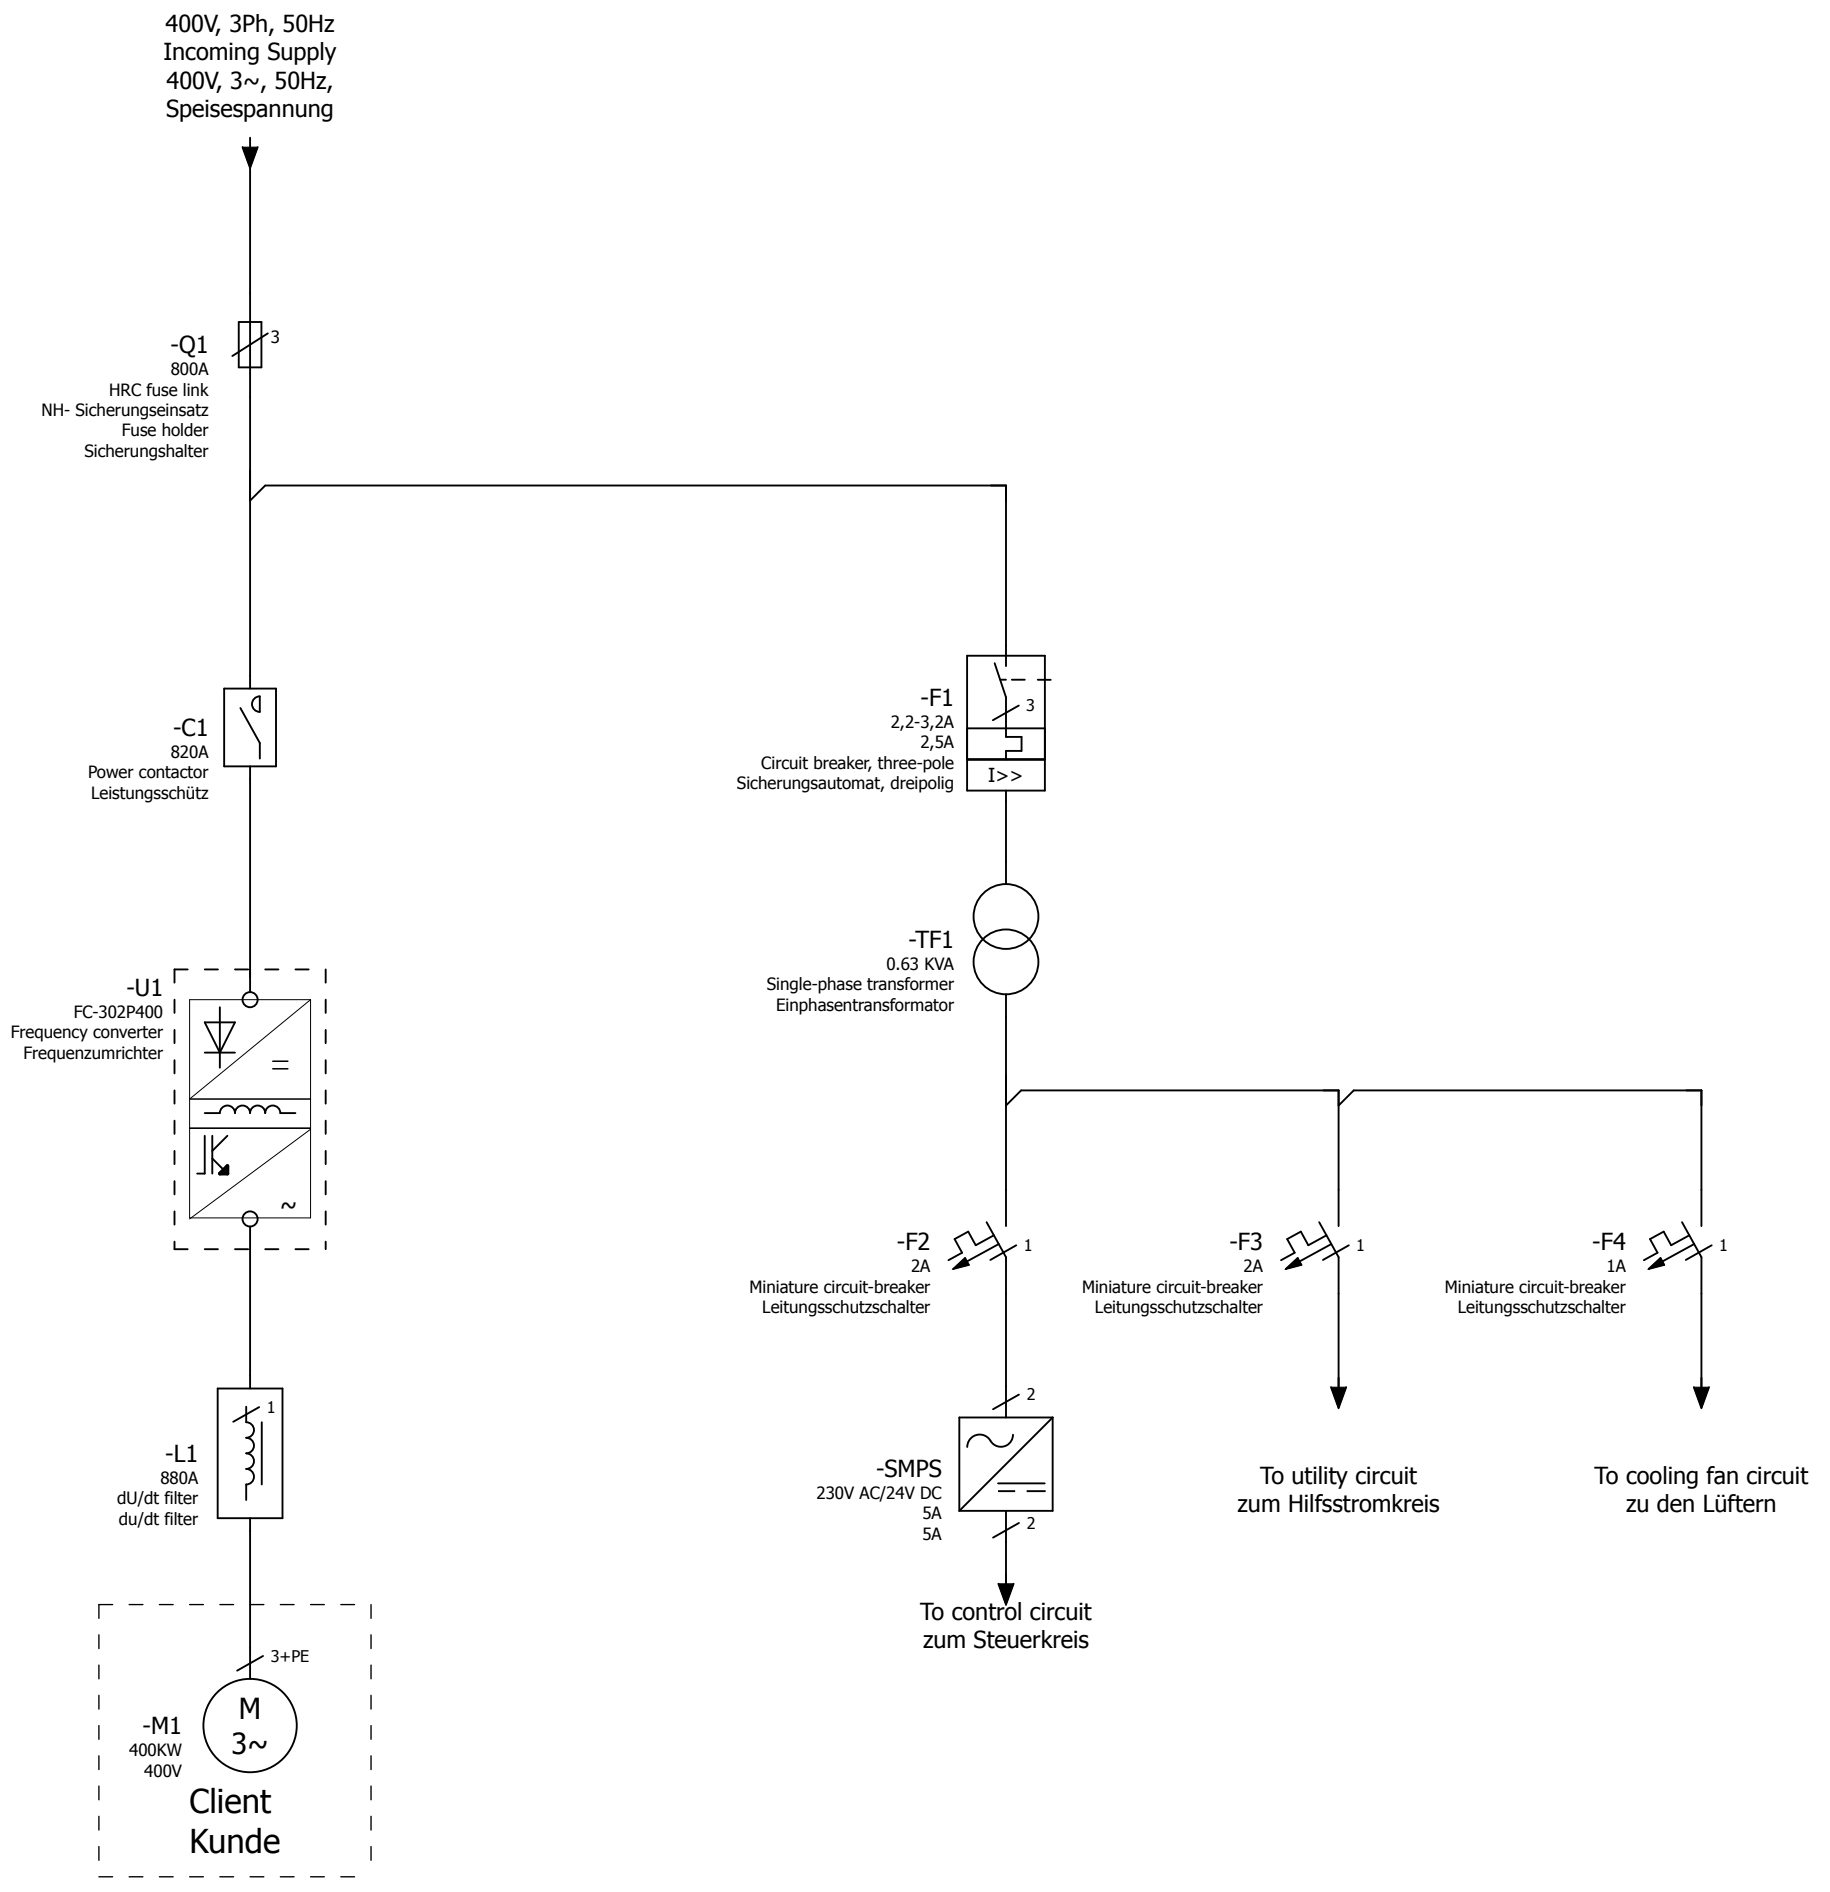 400V, 3Ph, 50Hz
Incoming Supply
400V, 3~, 50Hz,
Speisespannung
-Q1
800A
HRC fuse link
NH- Sicherungseinsatz
Fuse holder
Sicherungshalter
3
-C1
820A
Power contactor
Leistungsschütz
-F1
2,2-3,2A
2,5A
Circuit breaker, three-pole
Sicherungsautomat, dreipolig
3
I>>
-TF1
0.63 KVA
Single-phase transformer
Einphasentransformator
-U1
FC-302P400
Frequency converter
Frequenzumrichter
=
~
-F2
2A
Miniature circuit-breaker
Leitungsschutzschalter
1
-F3
2A
Miniature circuit-breaker
Leitungsschutzschalter
1
-F4
1A
Miniature circuit-breaker
Leitungsschutzschalter
1
-L1
880A
dU/dt filter
du/dt filter
1
2
-SMPS
230V AC/24V DC
5A
5A
2
To control circuit
zum Steuerkreis
To utility circuit
zum Hilfsstromkreis
To cooling fan circuit
zu den Lüftern
3+PE
-M1
400KW
400V
M
3~
Client
Kunde